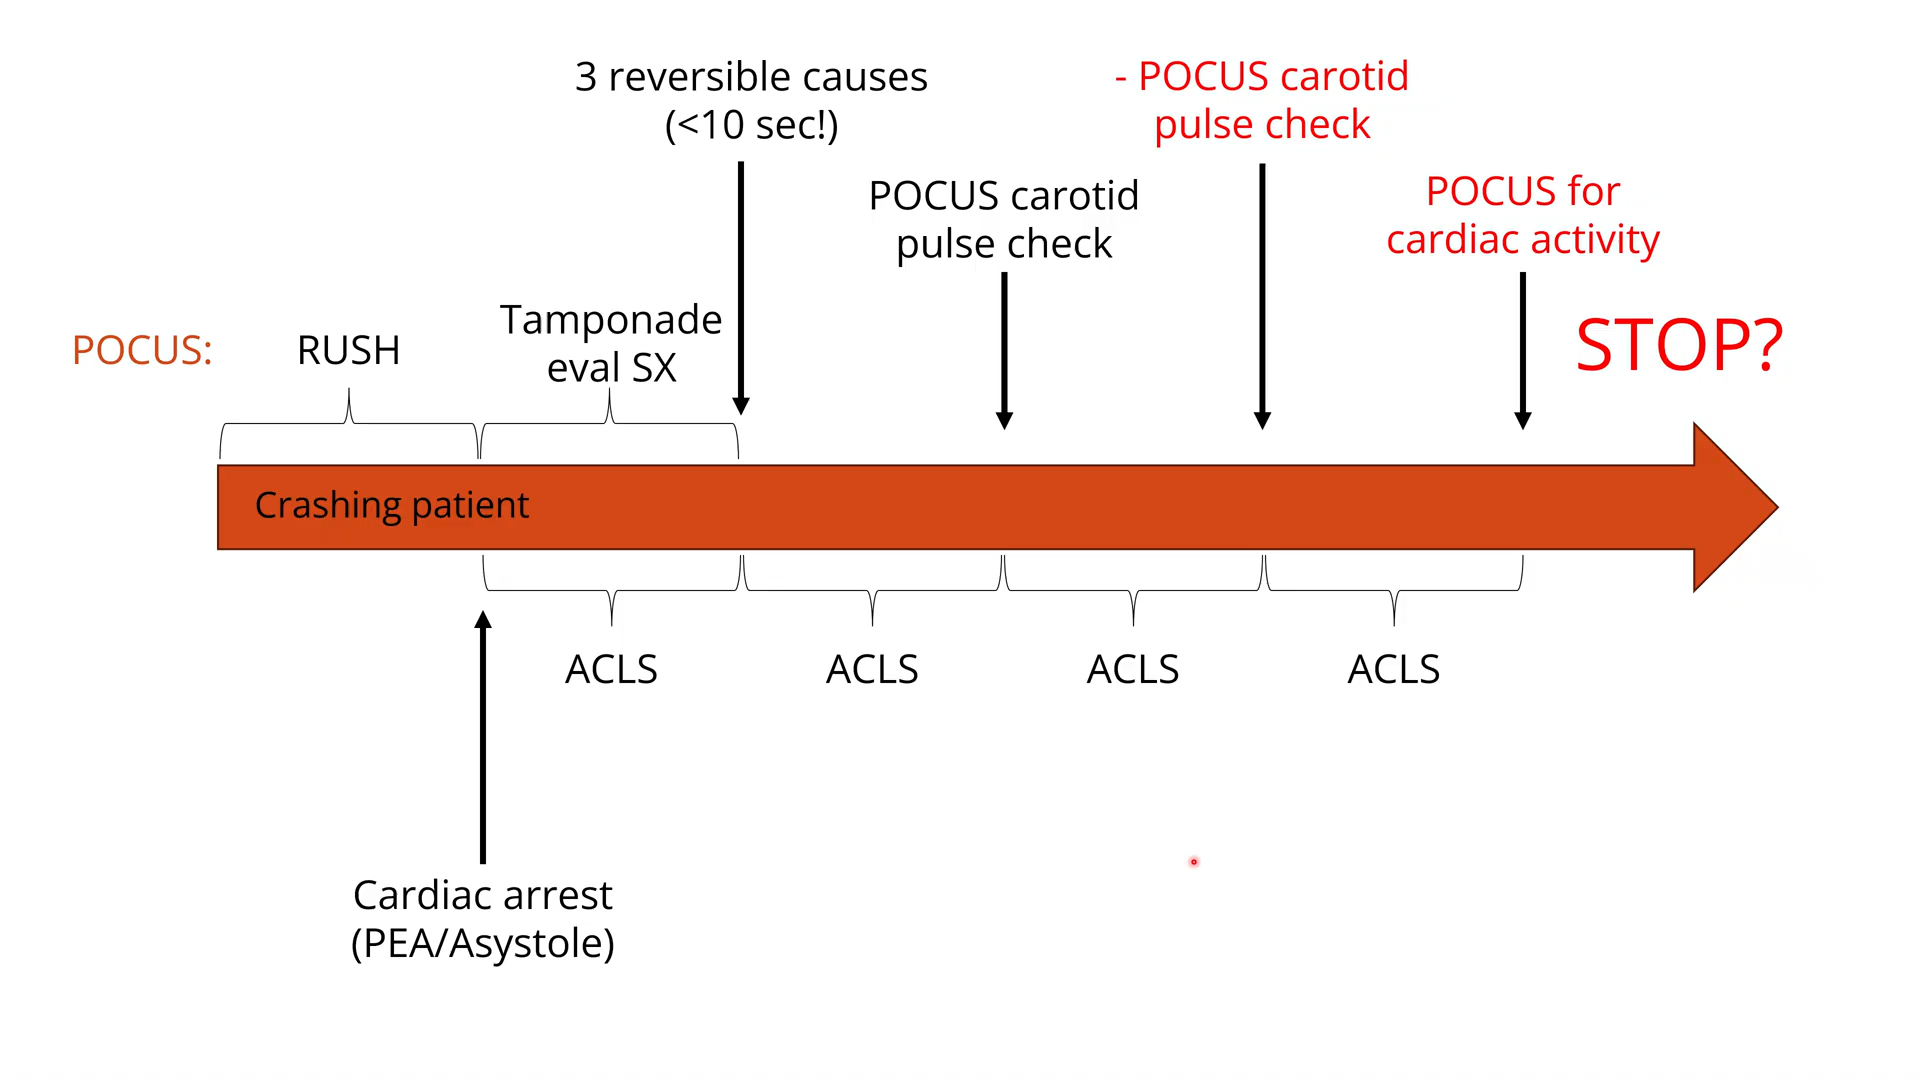 3 reversible causes
(<10 sec!)
- POCUS carotid
pulse check
POCUS carotid
pulse check
POCUS for
cardiac activity
POCUS:
RUSH
Tamponade
eval SX
STOP?
Crashing patient
ACLS
ACLS
ACLS
ACLS
Cardiac arrest
(PEA/Asystole)